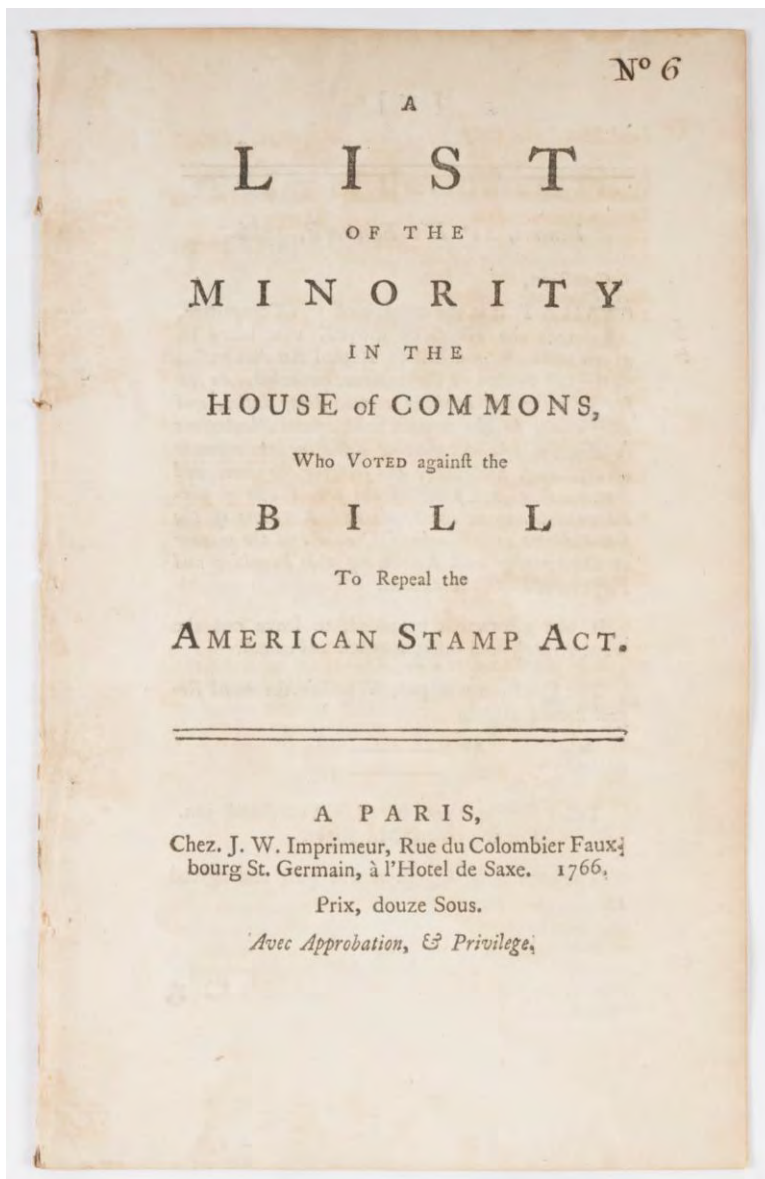 Nº 6
A
LIST
OF THE
MINORITY
IN THE
HOUSE of COMMONS,
Who VOTED againſt the
BILL
To Repeal the
AMERICAN STAMP ACT.
A PARIS,
Chez. J. W. Imprimeur, Rue du Colombier Faux-
bourg St. Germain, à l'Hotel de Saxe. 1766.
Prix, douze Sous.
Avec Approbation, & Privilege.